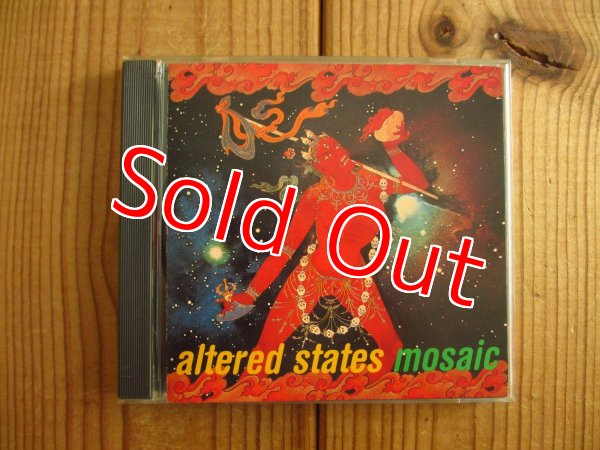 Sold Out
altered states mosaic